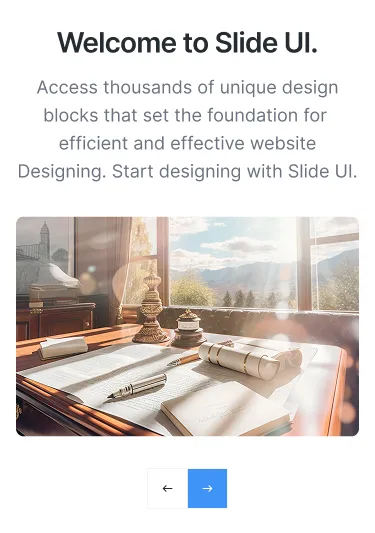 Welcome to Slide UI.
Access thousands of unique design
blocks that set the foundation for
efficient and effective website
Designing. Start designing with Slide UI.